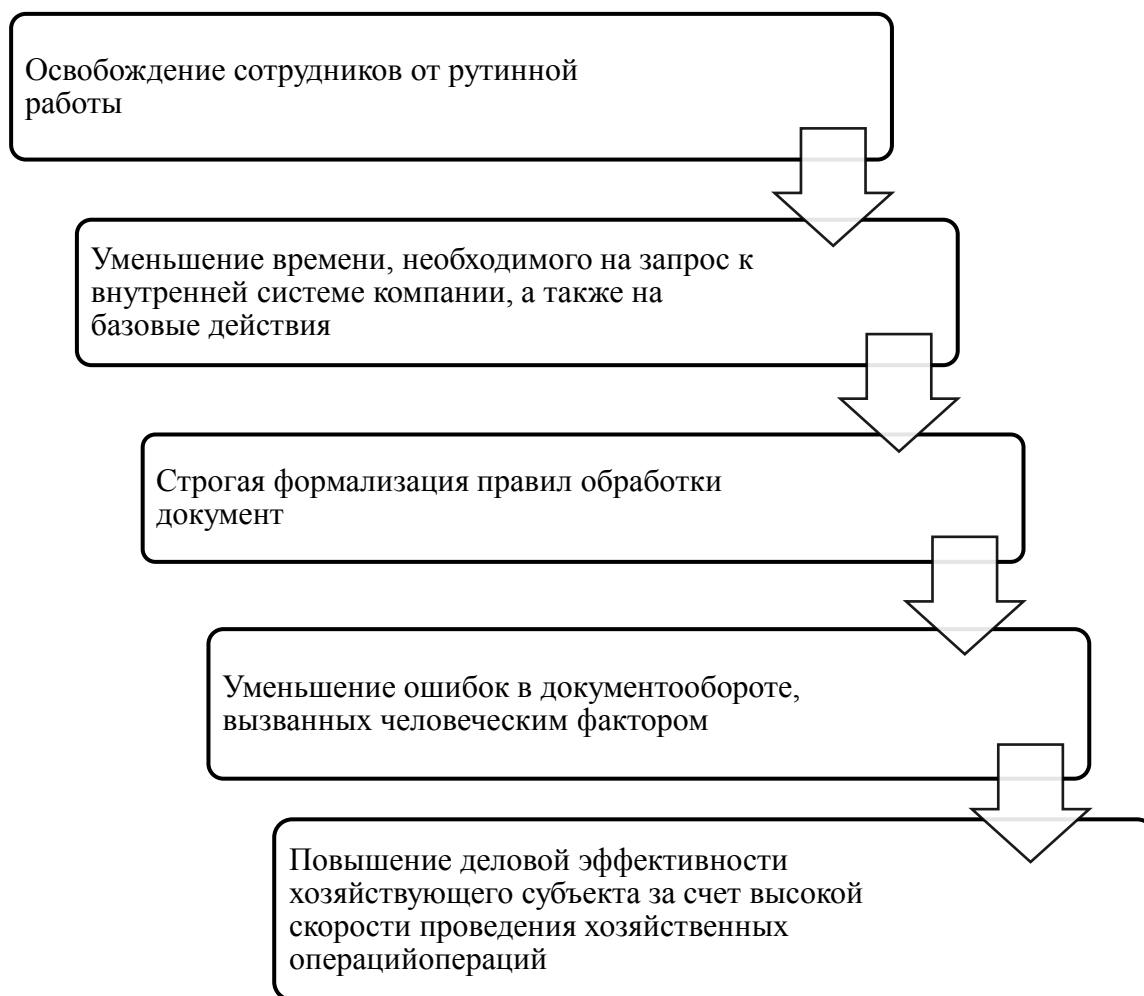 Освобождение сотрудников от рутинной
работы
Уменьшение времени, необходимого на запрос к
внутренней системе компании, а также на
базовые действия
Строгая формализация правил обработки
документ
Уменьшение ошибок в документообороте,
вызванных человеческим фактором
Повышение деловой эффективности
хозяйствующего субъекта за счет высокой
скорости проведения хозяйственных
операцийопераций